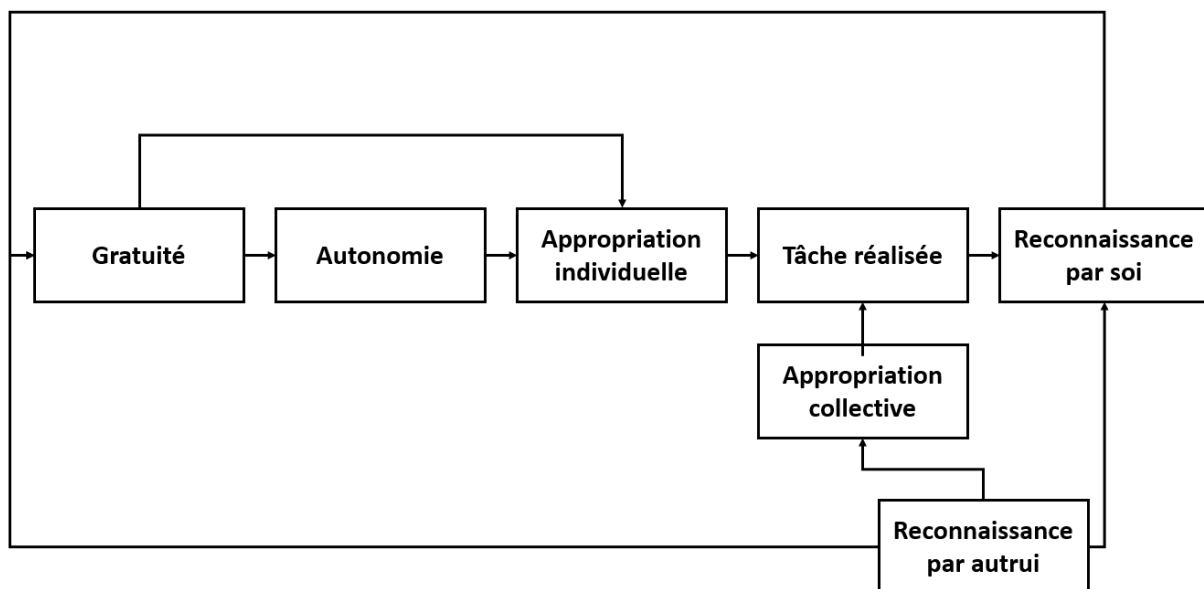 Gratuité
Autonomie
Appropriation
individuelle
Tâche réalisée
Reconnaissance
par soi
Appropriation
collective
Reconnaissance
par autrui